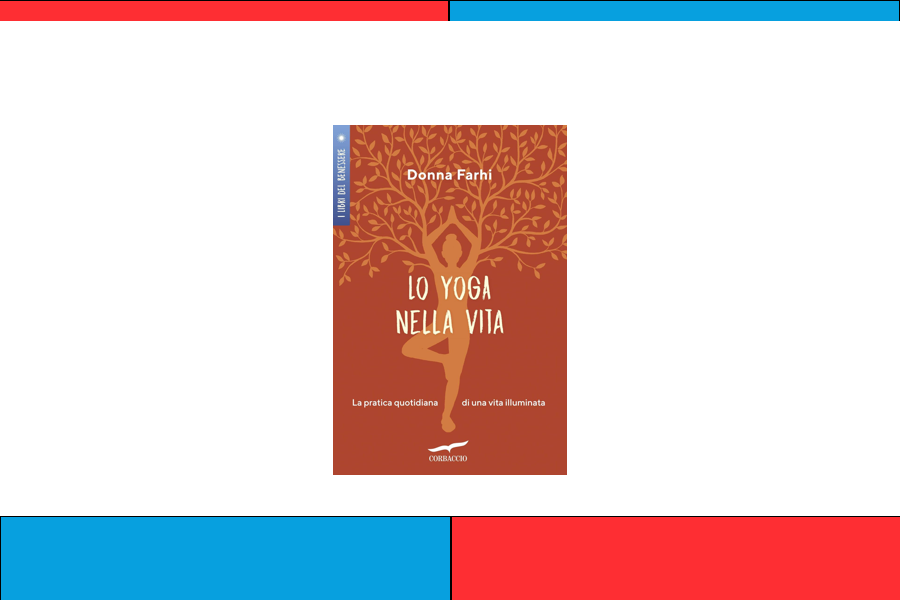 I LIBRI DEL BENESSERE
Donna Farhi
LO YOGA
NELLA VITA
La pratica quotidiana di una vita illuminata
CORBACCIO